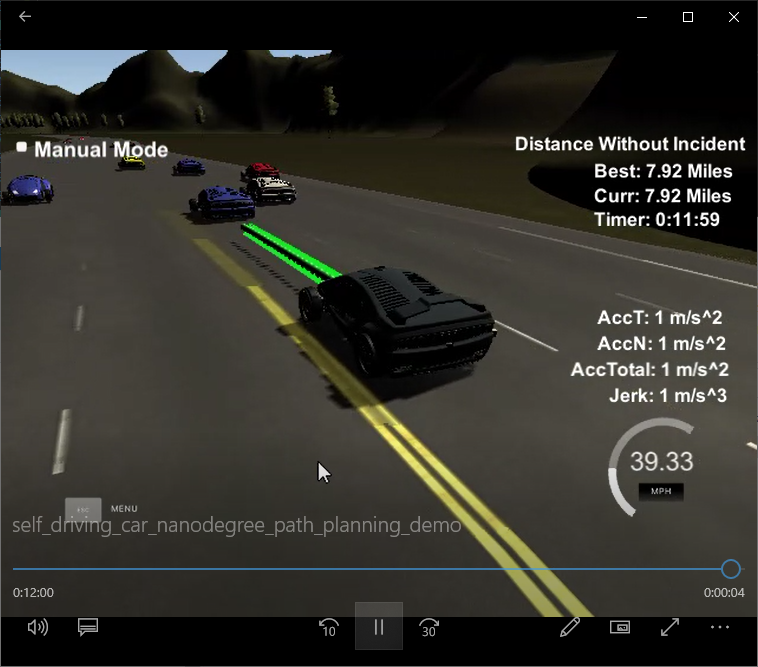 Manual Mode
Distance Without Incident
Best: 7.92 Miles
Curr: 7.92 Miles
Timer: 0:11:59
AccT: 1 m/s^2
AccN: 1 m/s^2
AccTotal: 1 m/s^2
Jerk: 1 m/s^3
39.33
MPH
ESC MENU
self_driving_car_nanodegree_path_planning_demo
0:12:00 0:00:04
10 30